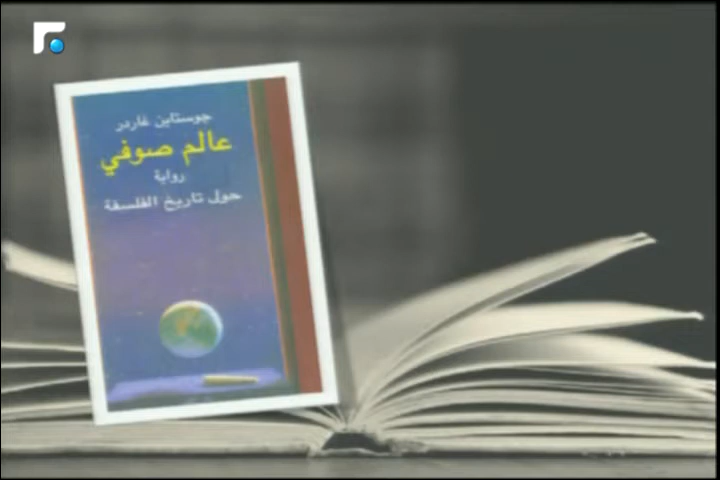 جوستاين غاردر
عالم صوفي
رواية
حول تاريخ الفلسفة